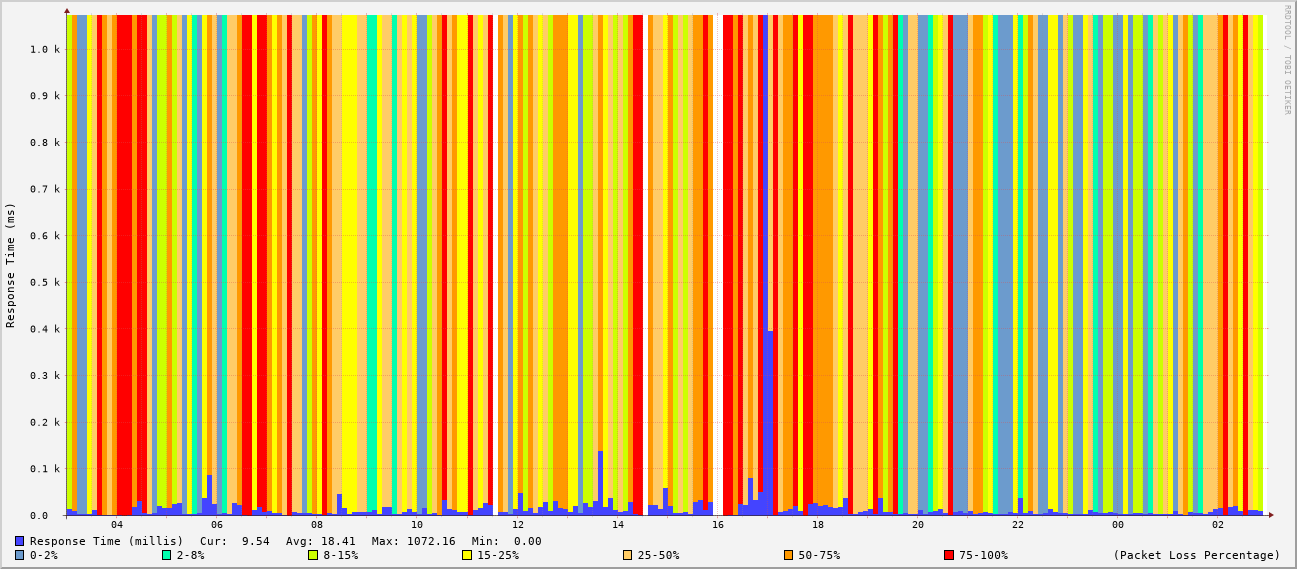 RRDTOOL / TOBI OETIKER
Response Time (ms)
1.0 k
0.9 k
0.8 k
0.7 k
0.6 k
0.5 k
0.4 k
0.3 k
0.2 k
0.1 k
0.0
04 06 08 10 12 14 16 18 20 22 00 02
Response Time (millis) Cur: 9.54 Avg: 18.41 Max: 1072.16 Min: 0.00
0-2% 2-8% 8-15% 15-25% 25-50% 50-75% 75-100% (Packet Loss Percentage)